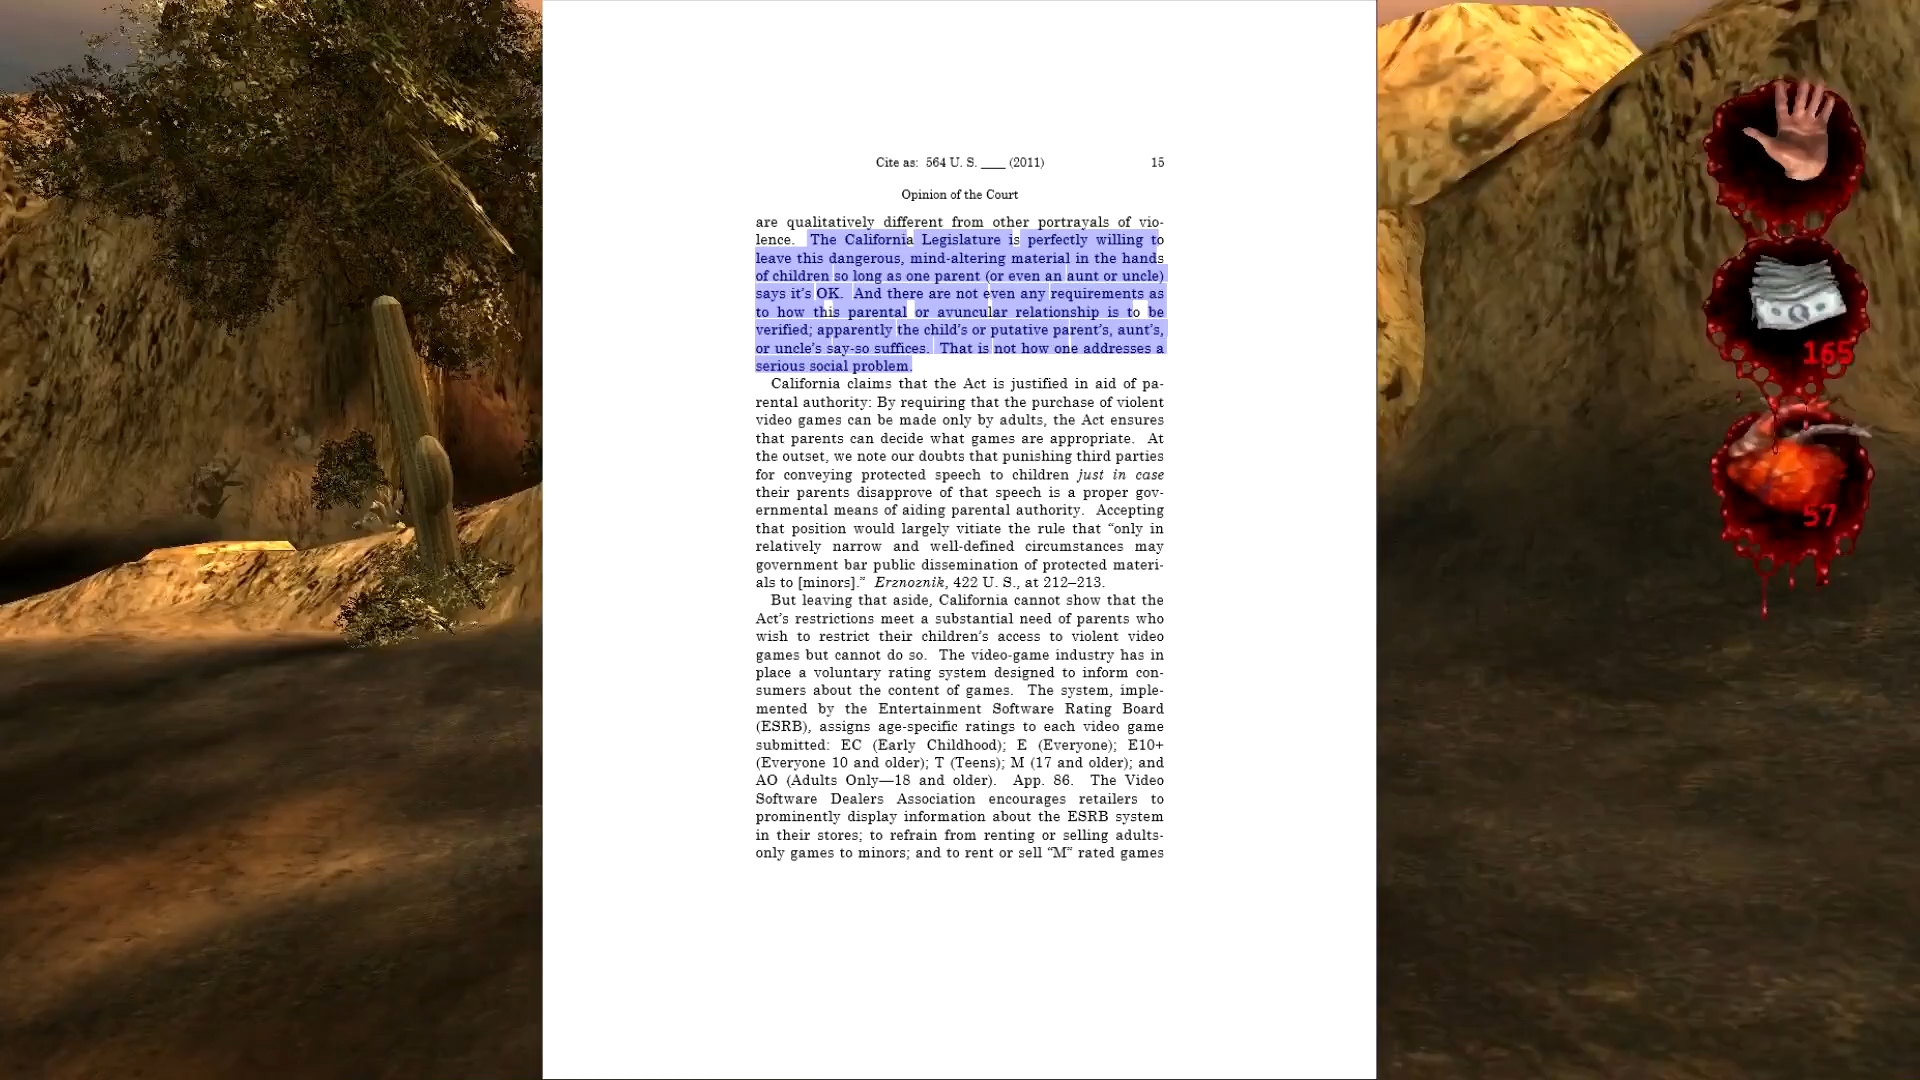 Cite as: 564 U. S. ____ (2011) 15
Opinion of the Court
are qualitatively different from other portrayals of vio-
lence. The California Legislature is perfectly willing to
leave this dangerous, mind-altering material in the hands
of children so long as one parent (or even an aunt or uncle)
says it’s OK. And there are not even any requirements as
to how this parental or avuncular relationship is to be
verified; apparently the child’s or putative parent’s, aunt’s,
or uncle’s say-so suffices. That is not how one addresses a
serious social problem.
California claims that the Act is justified in aid of pa-
rental authority: By requiring that the purchase of violent
video games can be made only by adults, the Act ensures
that parents can decide what games are appropriate. At
the outset, we note our doubts that punishing third parties
for conveying protected speech to children just in case
their parents disapprove of that speech is a proper gov-
ernmental means of aiding parental authority. Accepting
that position would largely vitiate the rule that “only in
relatively narrow and well-defined circumstances may
government bar public dissemination of protected materi-
als to [minors].” Erznoznik, 422 U. S., at 212–213.
But leaving that aside, California cannot show that the
Act’s restrictions meet a substantial need of parents who
wish to restrict their children’s access to violent video
games but cannot do so. The video-game industry has in
place a voluntary rating system designed to inform con-
sumers about the content of games. The system, imple-
mented by the Entertainment Software Rating Board
(ESRB), assigns age-specific ratings to each video game
submitted: EC (Early Childhood); E (Everyone); E10+
(Everyone 10 and older); T (Teens); M (17 and older); and
AO (Adults Only—18 and older). App. 86. The Video
Software Dealers Association encourages retailers to
prominently display information about the ESRB system
in their stores; to refrain from renting or selling adults-
only games to minors; and to rent or sell “M” rated games
165
57